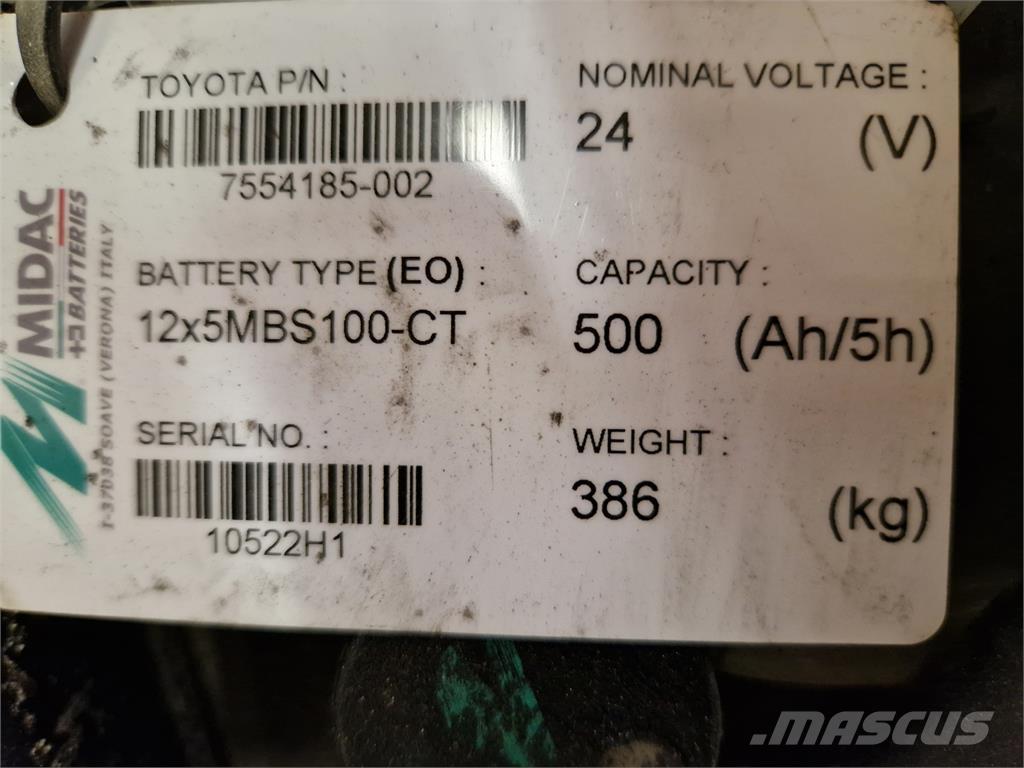 TOYOTA P/N :
7554185-002
BATTERY TYPE (EO) :
12x5MBS100-CT
SERIAL NO. :
10522H1
NOMINAL VOLTAGE :
24 (V)
CAPACITY :
500 (Ah/5h)
WEIGHT :
386 (kg)
MIDAC
BATTERIES
I-37038 SOAVE (VERONA) ITALY
MASCUS